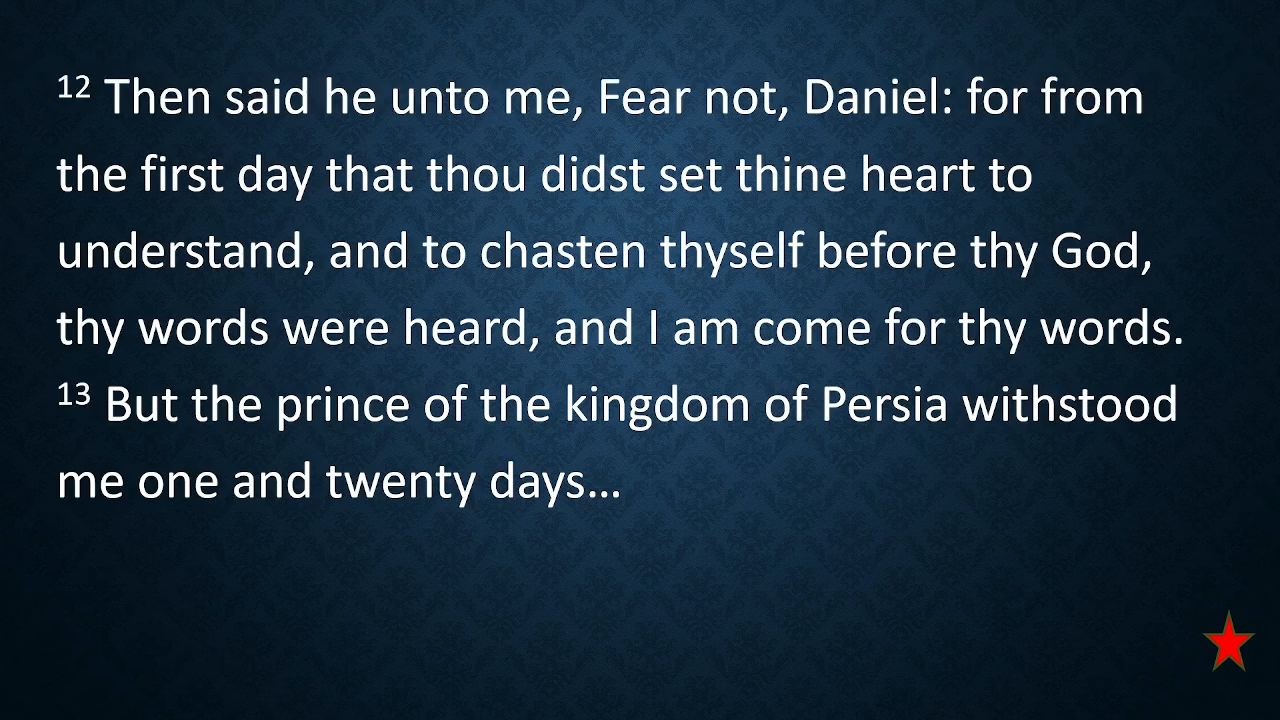 12 Then said he unto me, Fear not, Daniel: for from
the first day that thou didst set thine heart to
understand, and to chasten thyself before thy God,
thy words were heard, and I am come for thy words.
13 But the prince of the kingdom of Persia withstood
me one and twenty days…